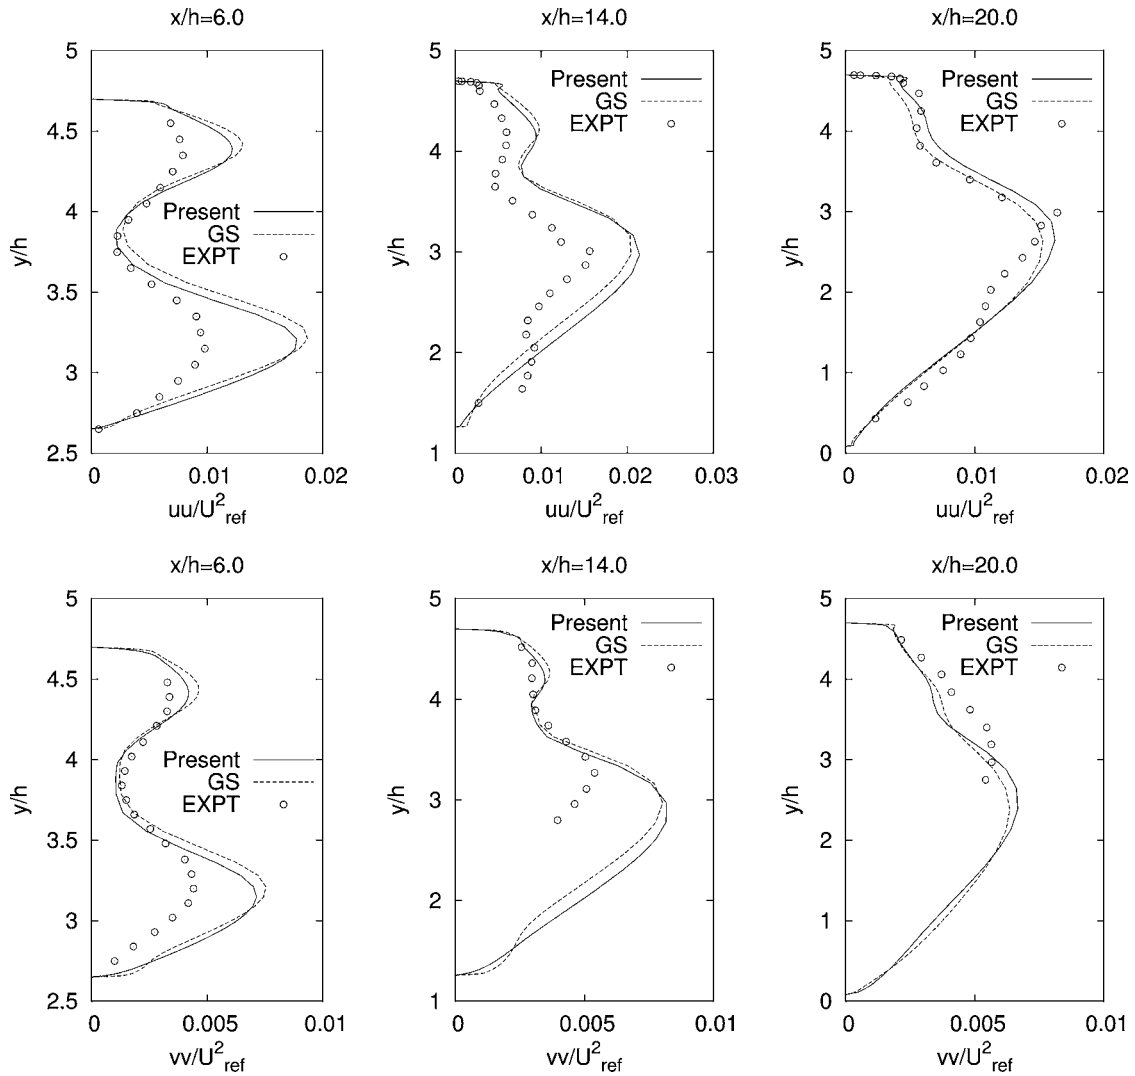 x/h=6.0
5
4.5
4
3.5
3
2.5
y/h
Present
GS
EXPT
0 0.01 0.02
uu/U²ref
x/h=14.0
5
4
3
2
1
y/h
Present
GS
EXPT
0 0.01 0.02 0.03
uu/U²ref
x/h=20.0
5
4
3
2
1
0
y/h
Present
GS
EXPT
0 0.01 0.02
uu/U²ref
x/h=6.0
5
4.5
4
3.5
3
2.5
y/h
Present
GS
EXPT
0 0.005 0.01
vv/U²ref
x/h=14.0
5
4
3
2
1
y/h
Present
GS
EXPT
0 0.005 0.01
vv/U²ref
x/h=20.0
5
4
3
2
1
0
y/h
Present
GS
EXPT
0 0.005 0.01
vv/U²ref